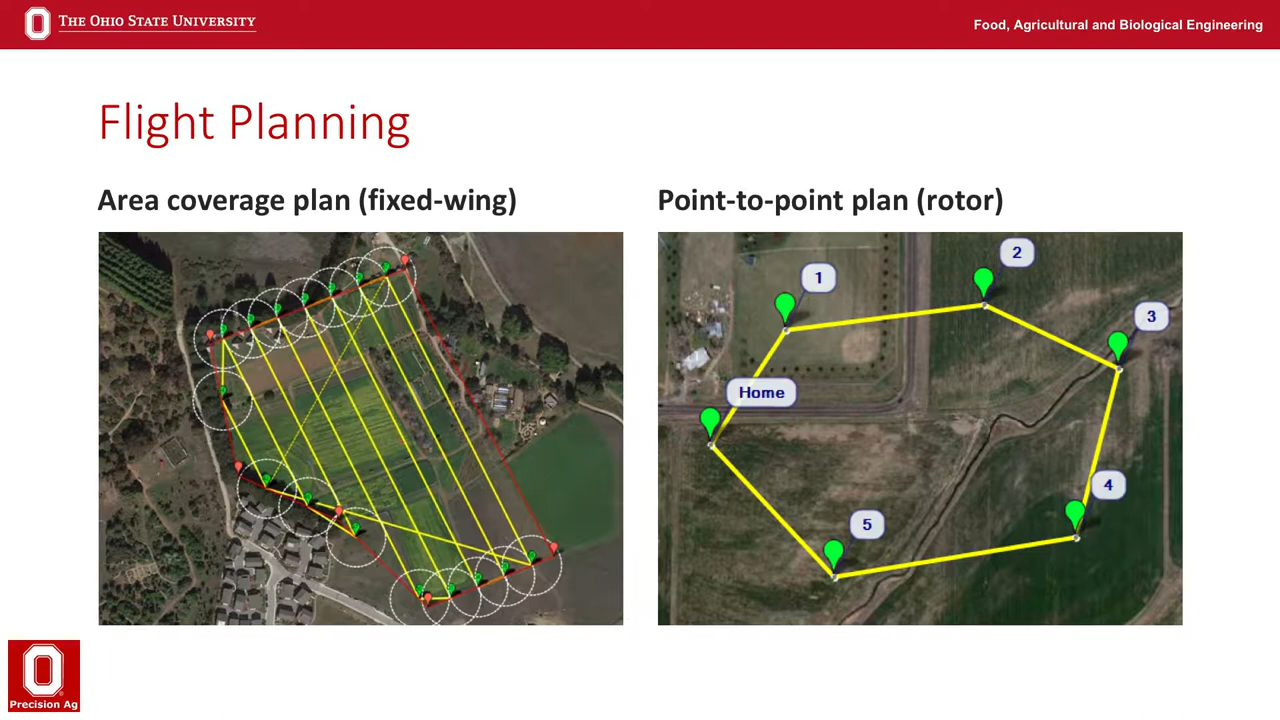 THE OHIO STATE UNIVERSITY
Food, Agricultural and Biological Engineering
Flight Planning
Area coverage plan (fixed-wing)
Point-to-point plan (rotor)
1
2
3
Home
4
5
Precision Ag